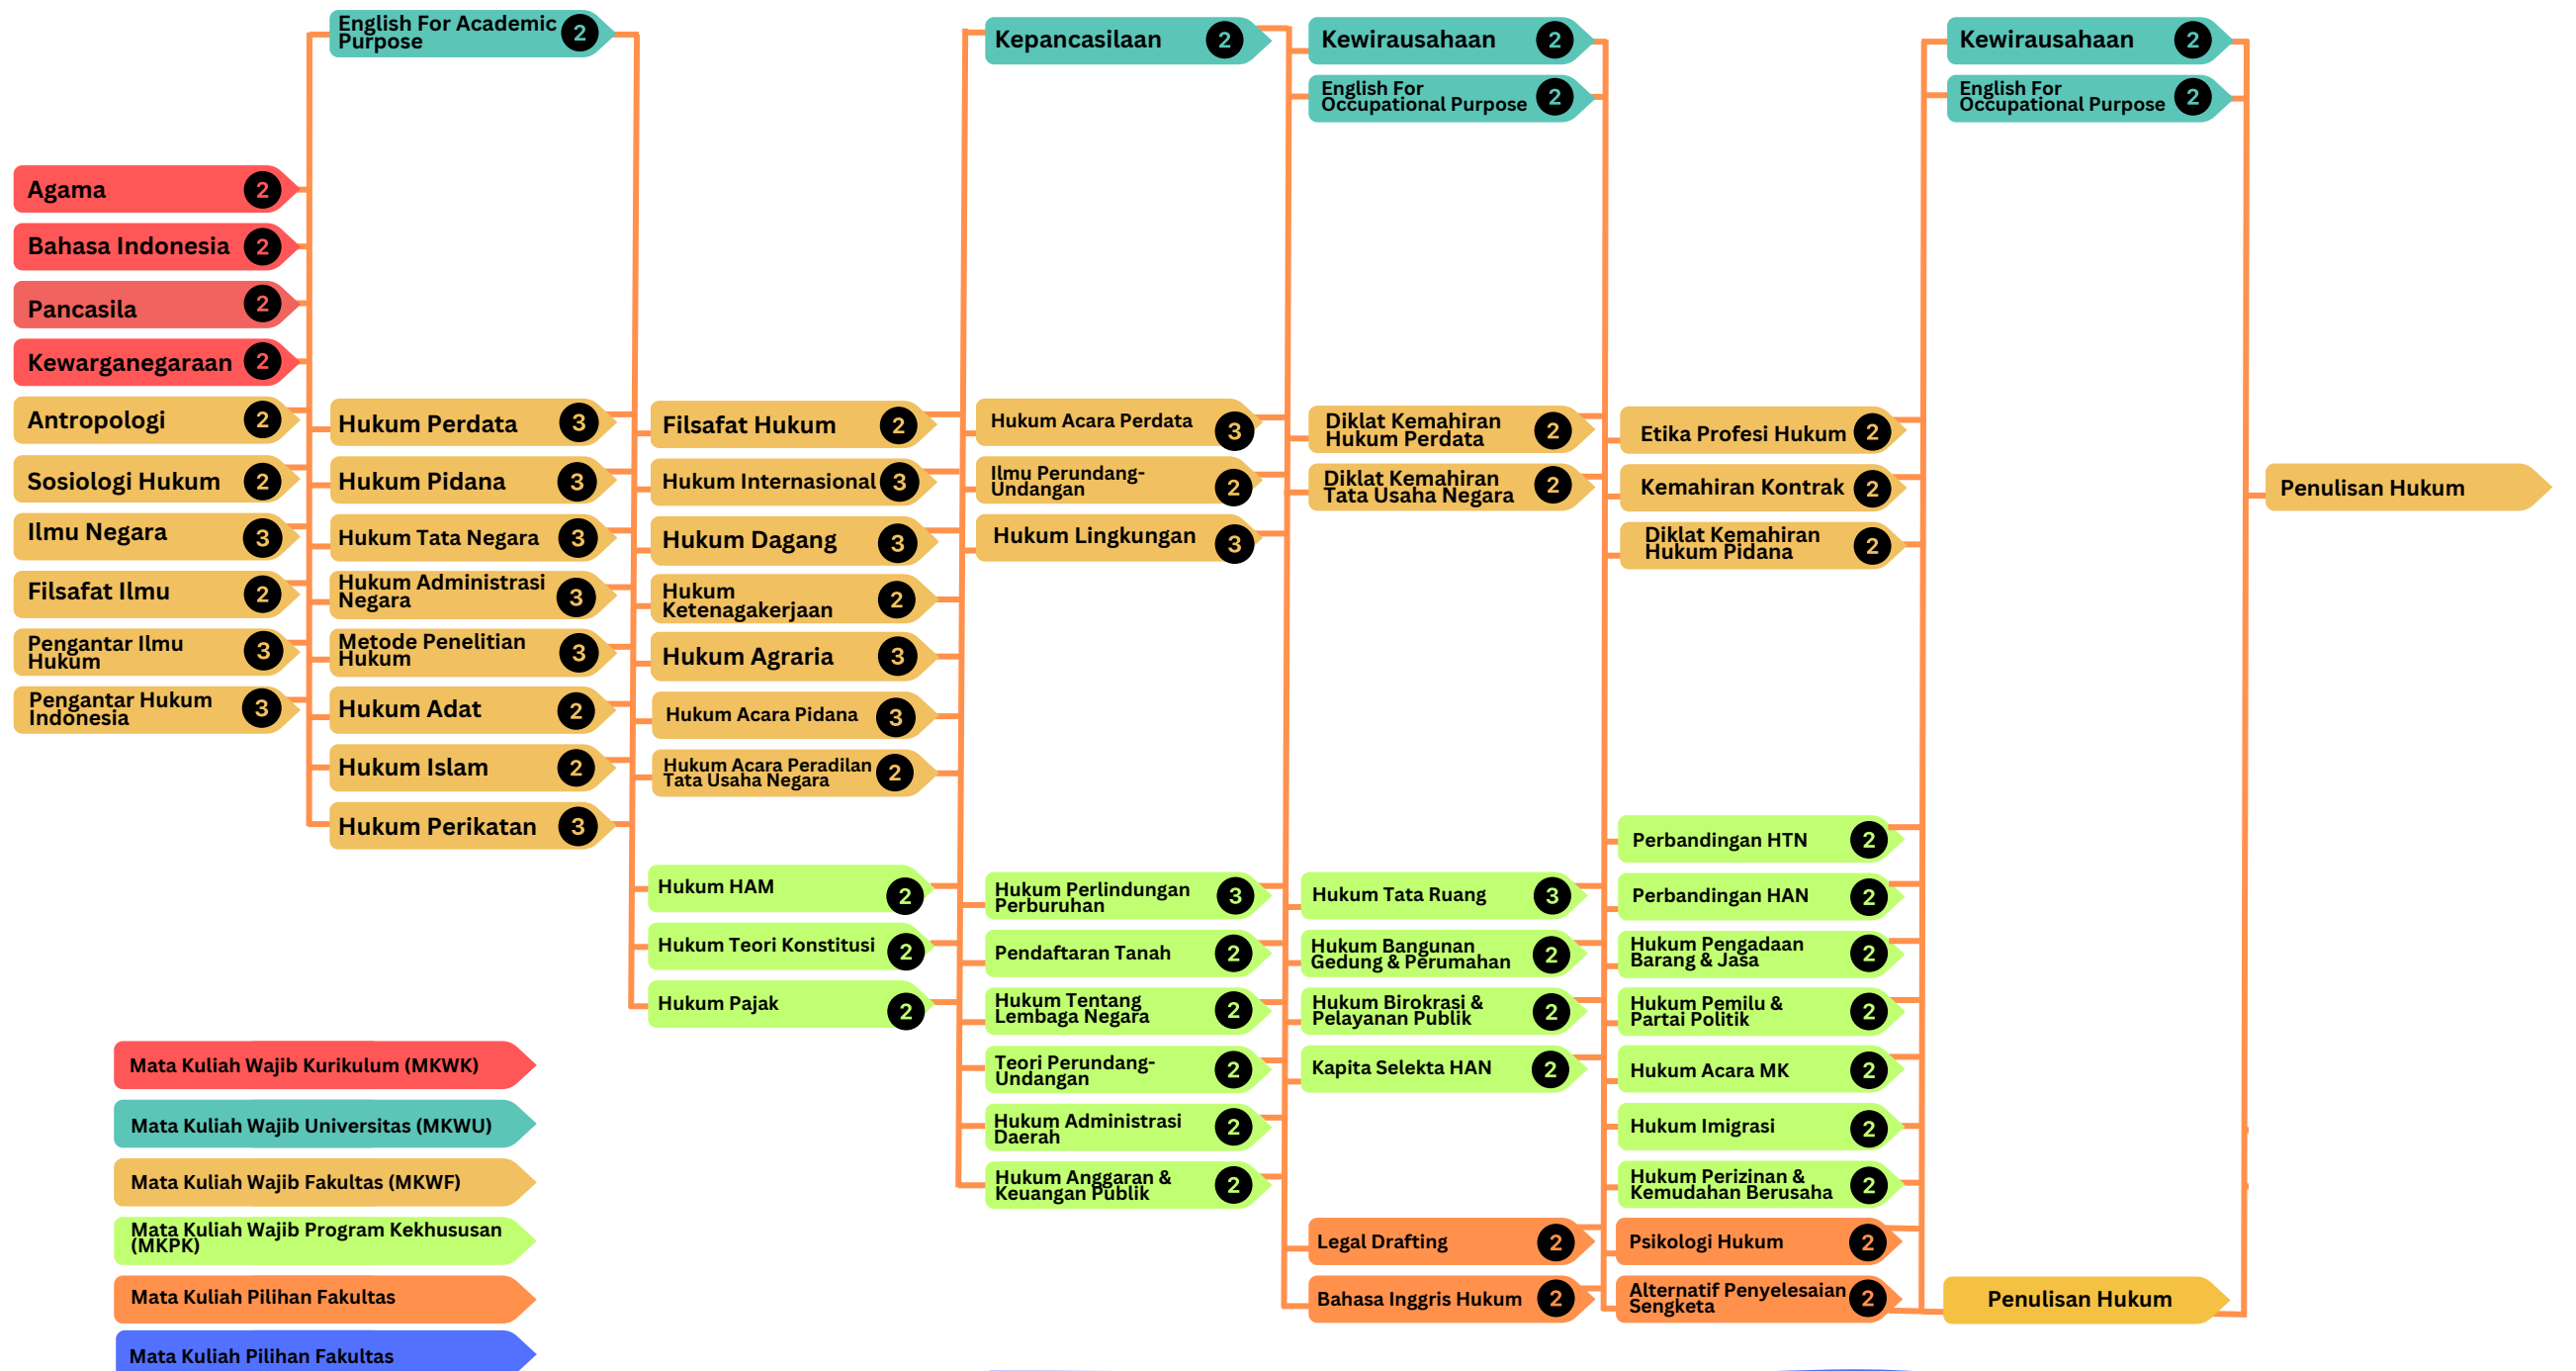 Agama 2
Bahasa Indonesia 2
Pancasila 2
Kewarganegaraan 2
Antropologi 2
Sosiologi Hukum 2
Ilmu Negara 3
Filsafat Ilmu 2
Pengantar Ilmu
Hukum 3
Pengantar Hukum
Indonesia 3
English For Academic
Purpose 2
Hukum Perdata 3
Hukum Pidana 3
Hukum Tata Negara 3
Hukum Administrasi
Negara 3
Metode Penelitian
Hukum 3
Hukum Adat 2
Hukum Islam 2
Hukum Perikatan 3
Filsafat Hukum 2
Hukum Internasional 3
Hukum Dagang 3
Hukum
Ketenagakerjaan 2
Hukum Agraria 3
Hukum Acara Pidana 3
Hukum Acara Peradilan
Tata Usaha Negara 2
Hukum HAM 2
Hukum Teori Konstitusi 2
Hukum Pajak 2
Kepancasilaan 2
Hukum Acara Perdata 3
Ilmu Perundang-
Undangan 2
Hukum Lingkungan 3
Hukum Perlindungan
Perburuhan 3
Pendaftaran Tanah 2
Hukum Tentang
Lembaga Negara 2
Teori Perundang-
Undangan 2
Hukum Administrasi
Daerah 2
Hukum Anggaran &
Keuangan Publik 2
Kewirausahaan 2
English For
Occupational Purpose 2
Diklat Kemahiran
Hukum Perdata 2
Diklat Kemahiran
Tata Usaha Negara 2
Hukum Tata Ruang 3
Hukum Bangunan
Gedung & Perumahan 2
Hukum Birokrasi &
Pelayanan Publik 2
Kapita Selekta HAN 2
Legal Drafting 2
Bahasa Inggris Hukum 2
Etika Profesi Hukum 2
Kemahiran Kontrak 2
Diklat Kemahiran
Hukum Pidana 2
Perbandingan HTN 2
Perbandingan HAN 2
Hukum Pengadaan
Barang & Jasa 2
Hukum Pemilu &
Partai Politik 2
Hukum Acara MK 2
Hukum Imigrasi 2
Hukum Perizinan &
Kemudahan Berusaha 2
Psikologi Hukum 2
Alternatif Penyelesaian
Sengketa 2
Kewirausahaan 2
English For
Occupational Purpose 2
Penulisan Hukum
Penulisan Hukum
Mata Kuliah Wajib Kurikulum (MKWK)
Mata Kuliah Wajib Universitas (MKWU)
Mata Kuliah Wajib Fakultas (MKWF)
Mata Kuliah Wajib Program Kekhususan
(MKPK)
Mata Kuliah Pilihan Fakultas
Mata Kuliah Pilihan Fakultas